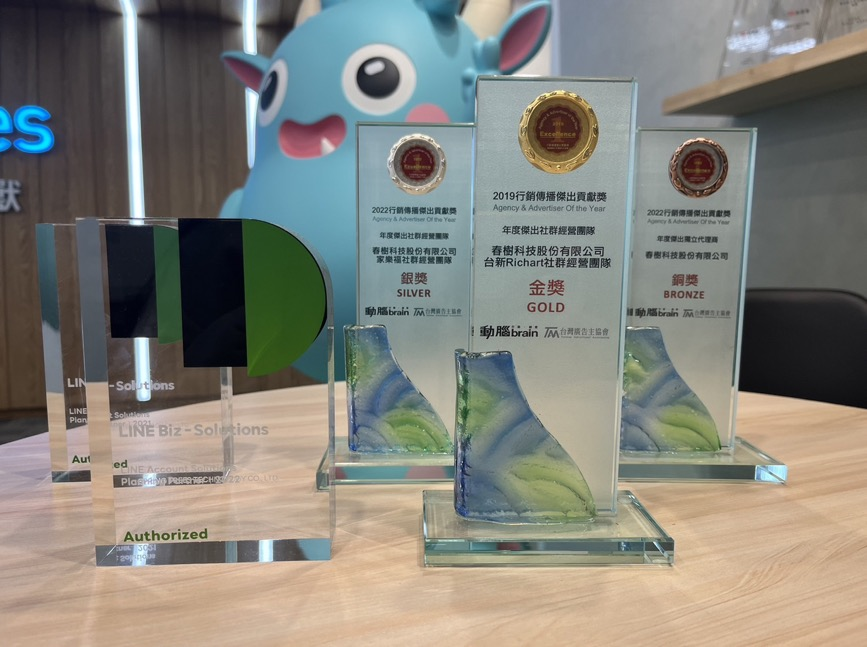 es
獸
2022行銷傳播傑出貢獻獎
Agency & Advertiser Of the Year
年度傑出社群經營團隊
春樹科技股份有限公司
家樂福社群經營團隊
銀獎
SILVER
動腦brain
台灣廣告主協會
Excellence
2019行銷傳播傑出貢獻獎
Agency & Advertiser Of the Year
年度傑出社群經營團隊
春樹科技股份有限公司
台新Richart社群經營團隊
金獎
GOLD
動腦brain
台灣廣告主協會
2022行銷傳播傑出貢獻獎
Agency & Advertiser Of the Year
年度傑出獨立代理商
春樹科技股份有限公司
銅獎
BRONZE
動腦brain
台灣廣告主協會
Solutions
LINE Biz-Solutions
LINE Account
Authorized